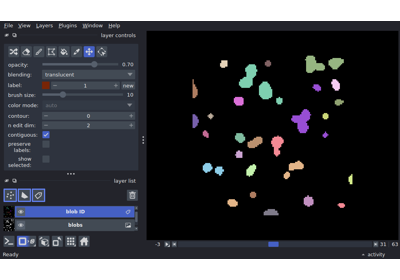 File View Layers Plugins Window Help
layer controls
opacity: 0.70
blending: translucent
label: 1 new
brush size: 10
color mode: auto
contour: 0
n edit dim: 2
contiguous:
preserve
labels:
show
selected:
layer list
blob ID
blobs
-3 31 63
Ready activity